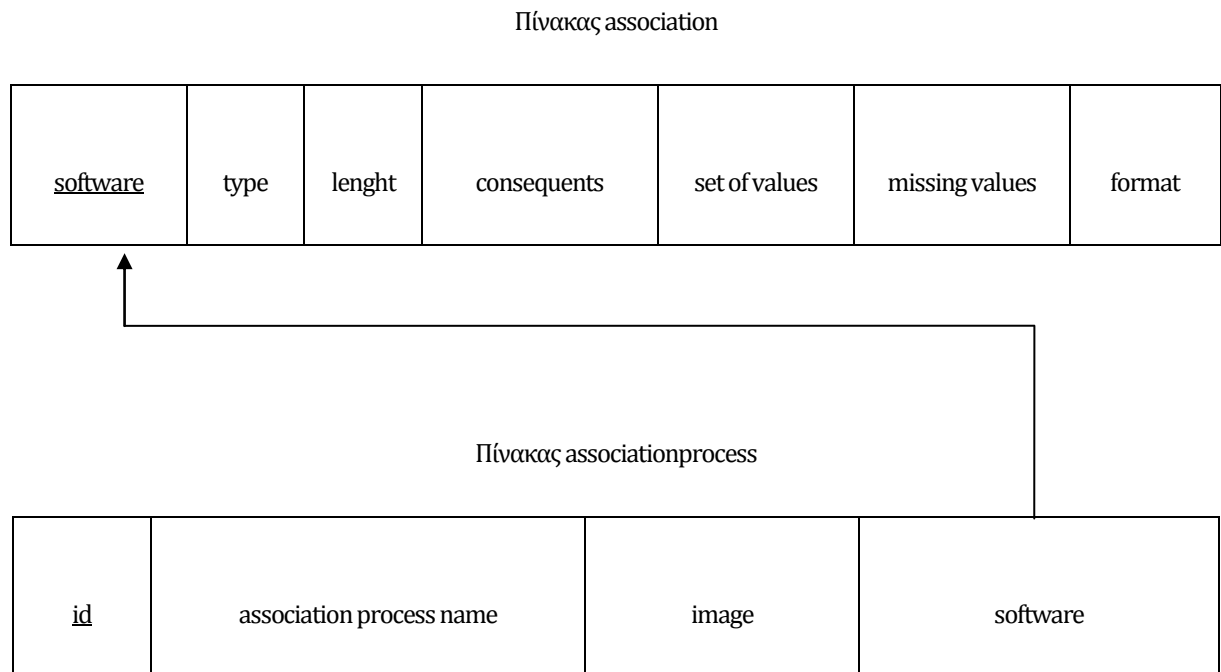 Πίνακας association
software type lenght consequents set of values missing values format
Πίνακας associationprocess
id association process name image software